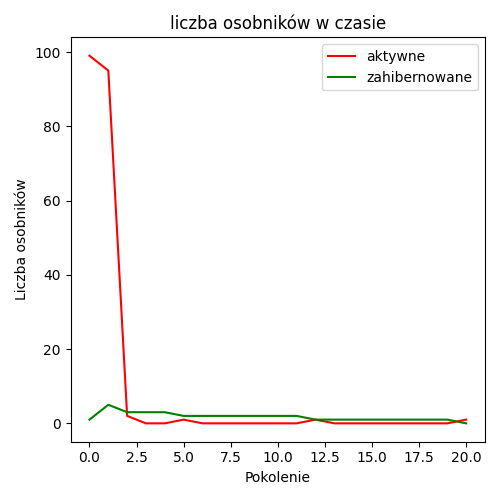 liczba osobników w czasie
aktywne
zahibernowane
Liczba osobników
100
80
60
40
20
0
0.0 2.5 5.0 7.5 10.0 12.5 15.0 17.5 20.0
Pokolenie